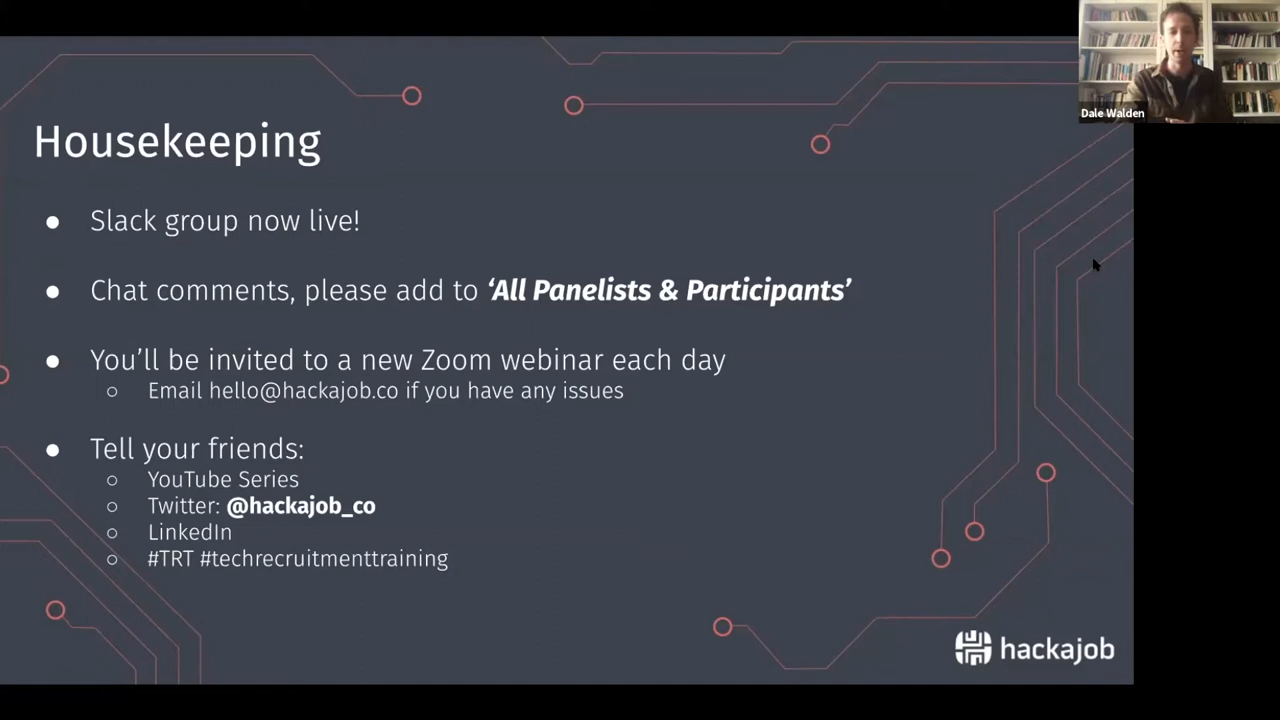 Dale Walden
Housekeeping
● Slack group now live!
● Chat comments, please add to ‘All Panelists & Participants’
● You’ll be invited to a new Zoom webinar each day
○ Email hello@hackajob.co if you have any issues
● Tell your friends:
○ YouTube Series
○ Twitter: @hackajob_co
○ LinkedIn
○ #TRT #techrecruitmenttraining
hackajob